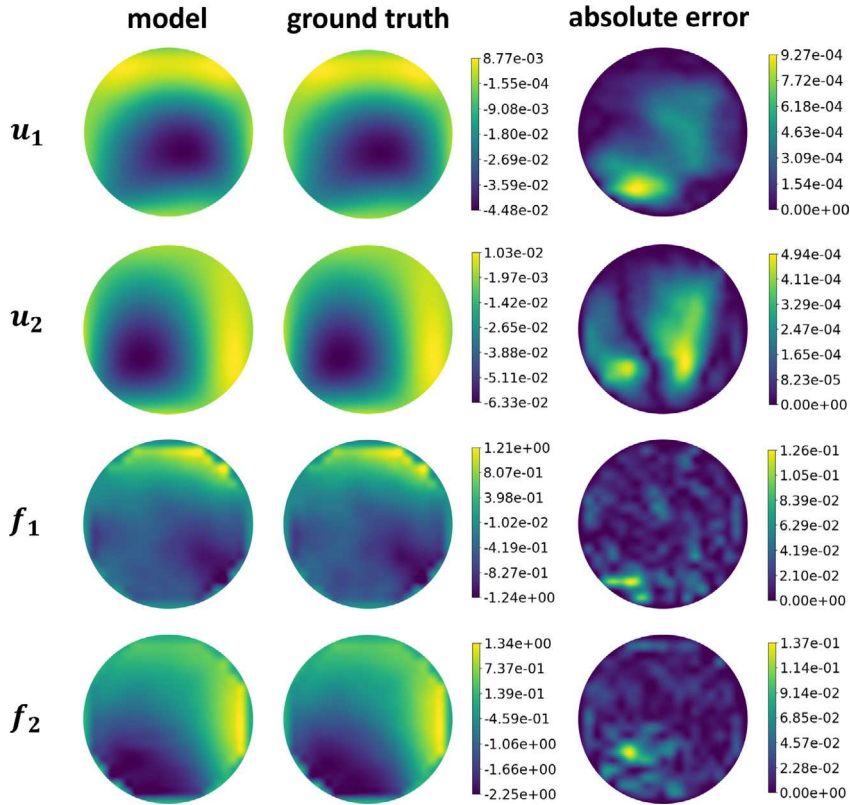 model ground truth absolute error
u₁
8.77e-03 9.27e-04
-1.55e-04 7.72e-04
-9.08e-03 6.18e-04
-1.80e-02 4.63e-04
-2.69e-02 3.09e-04
-3.59e-02 1.54e-04
-4.48e-02 0.00e+00
u₂
1.03e-02 4.94e-04
-1.97e-03 4.12e-04
-1.42e-02 3.29e-04
-2.65e-02 2.47e-04
-3.88e-02 1.65e-04
-5.11e-02 8.23e-05
-6.33e-02 0.00e+00
f₁
1.21e+00 1.26e-01
8.07e-01 1.05e-01
3.98e-01 8.39e-02
-1.02e-02 6.29e-02
-4.19e-01 4.20e-02
-8.27e-01 2.10e-02
-1.24e+00 0.00e+00
f₂
1.34e+00 1.37e-01
7.37e-01 1.14e-01
1.39e-01 9.14e-02
-4.59e-01 6.85e-02
-1.06e+00 4.57e-02
-1.66e+00 2.28e-02
-2.25e+00 0.00e+00